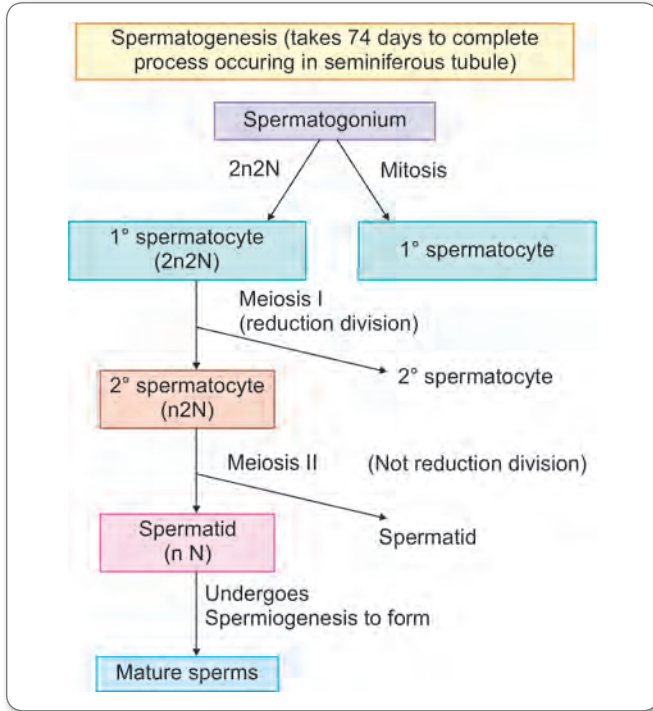 Spermatogenesis (takes 74 days to complete
process occuring in seminiferous tubule)
Spermatogonium
2n2N
Mitosis
1° spermatocyte
(2n2N)
1° spermatocyte
Meiosis I
(reduction division)
2° spermatocyte
2° spermatocyte
(n2N)
Meiosis II
(Not reduction division)
Spermatid
Spermatid
(n N)
Undergoes
Spermiogenesis to form
Mature sperms